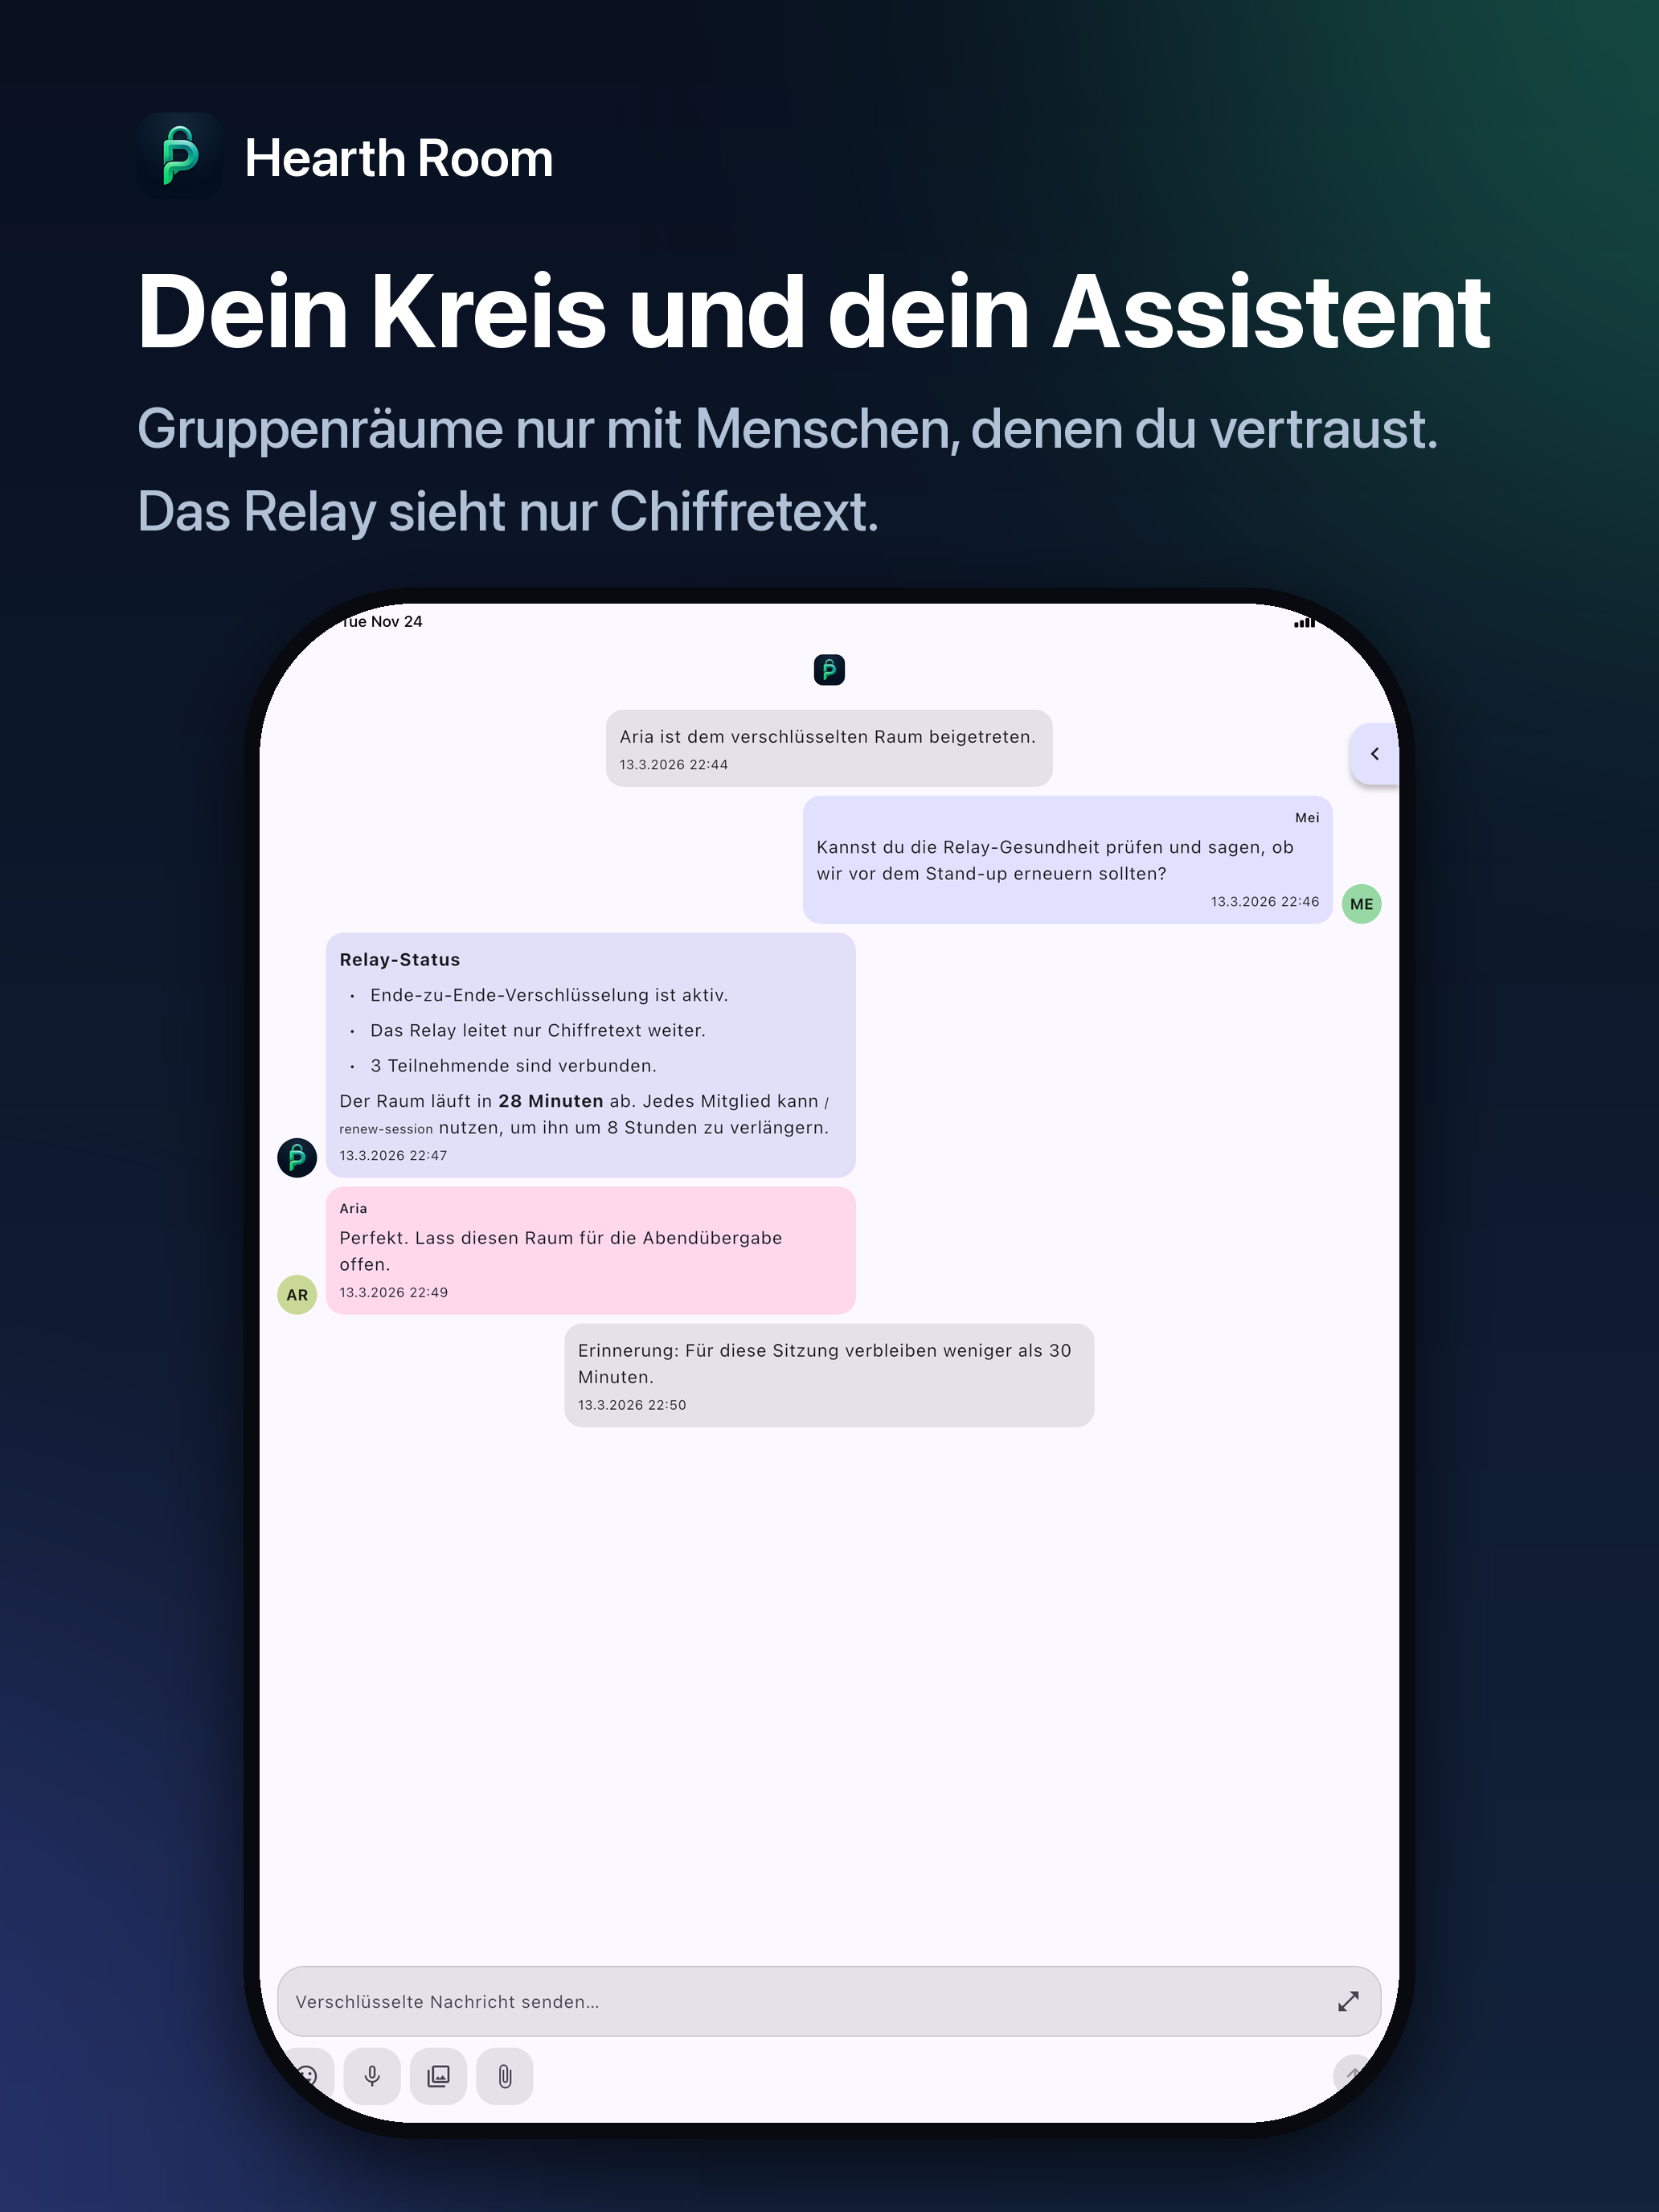 Hearth Room
Dein Kreis und dein Assistent
Gruppenräume nur mit Menschen, denen du vertraust.
Das Relay sieht nur Chiffretext.
Tue Nov 24
Aria ist dem verschlüsselten Raum beigetreten.
13.3.2026 22:44
Mei
Kannst du die Relay-Gesundheit prüfen und sagen, ob
wir vor dem Stand-up erneuern sollten?
13.3.2026 22:46
ME
Relay-Status
• Ende-zu-Ende-Verschlüsselung ist aktiv.
• Das Relay leitet nur Chiffretext weiter.
• 3 Teilnehmende sind verbunden.
Der Raum läuft in 28 Minuten ab. Jedes Mitglied kann /
renew-session nutzen, um ihn um 8 Stunden zu verlängern.
13.3.2026 22:47
Aria
Perfekt. Lass diesen Raum für die Abendübergabe
offen.
13.3.2026 22:49
AR
Erinnerung: Für diese Sitzung verbleiben weniger als 30
Minuten.
13.3.2026 22:50
Verschlüsselte Nachricht senden…